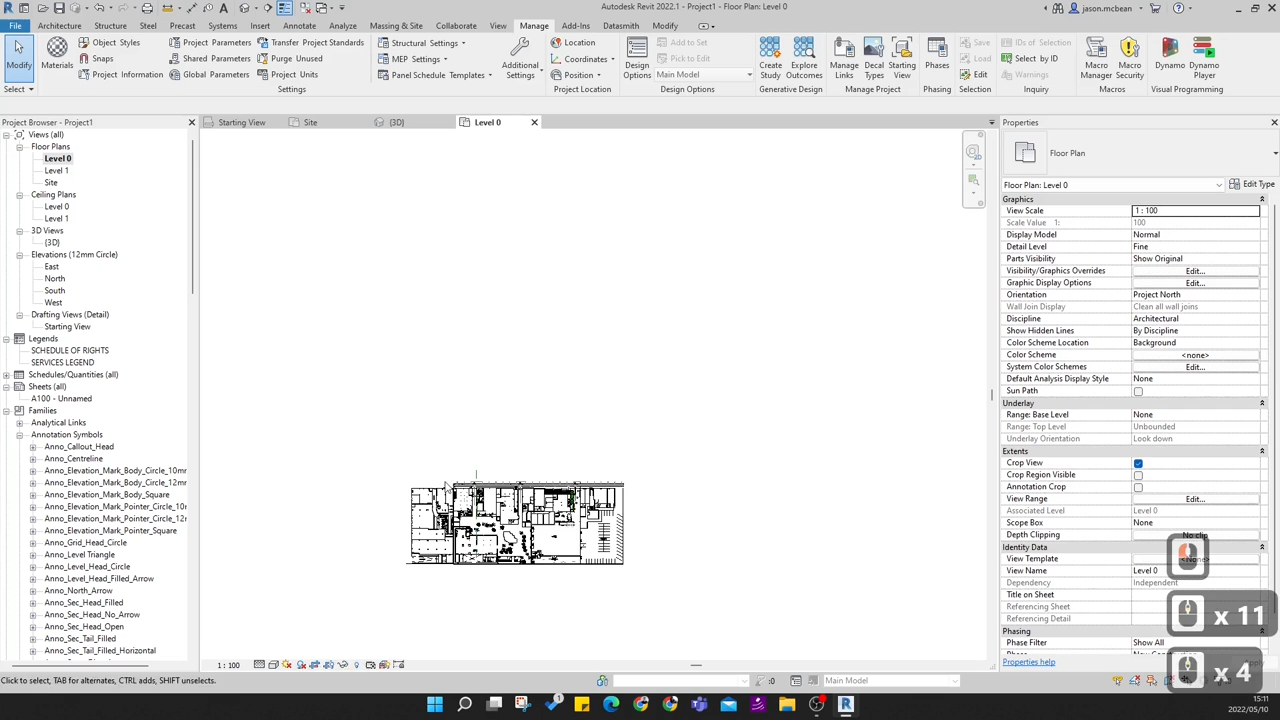 Autodesk Revit 2022.1 - Project1 - Floor Plan: Level 0
jason.mcbean
File Architecture Structure Steel Precast Systems Insert Annotate Analyze Massing & Site Collaborate View Manage Add-Ins Datasmith Modify
Modify
Select
Materials
Object Styles
Snaps
Project Information
Project Parameters
Shared Parameters
Global Parameters
Transfer Project Standards
Purge Unused
Project Units
Settings
Structural Settings
MEP Settings
Panel Schedule Templates
Additional Settings
Location
Coordinates
Position
Project Location
Design Options
Add to Set
Pick to Edit
Main Model
Design Options
Create Study
Explore Outcomes
Generative Design
Manage Links
Decal Types
Starting View
Manage Project
Phases
Phasing
Save
Load
Edit
Selection
IDs of Selection
Select by ID
Warnings
Inquiry
Macro Manager
Macro Security
Macros
Dynamo
Dynamo Player
Visual Programming
Project Browser - Project1
Views (all)
Floor Plans
Level 0
Level 1
Site
Ceiling Plans
Level 0
Level 1
3D Views
{3D}
Elevations (12mm Circle)
East
North
South
West
Drafting Views (Detail)
Starting View
Legends
SCHEDULE OF RIGHTS
SERVICES LEGEND
Schedules/Quantities (all)
Sheets (all)
A100 - Unnamed
Families
Analytical Links
Annotation Symbols
Anno_Callout_Head
Anno_Centreline
Anno_Elevation_Mark_Body_Circle_10mm
Anno_Elevation_Mark_Body_Circle_12mm
Anno_Elevation_Mark_Body_Square
Anno_Elevation_Mark_Pointer_Circle_10
Anno_Elevation_Mark_Pointer_Circle_12
Anno_Elevation_Mark_Pointer_Square
Anno_Grid_Head_Circle
Anno_Level Triangle
Anno_Level_Head_Circle
Anno_Level_Head_Filled_Arrow
Anno_North_Arrow
Anno_Sec_Head_Filled
Anno_Sec_Head_No_Arrow
Anno_Sec_Head_Open
Anno_Sec_Tail_Filled
Anno_Sec_Tail_Filled_Horizontal
Starting View
Site
{3D}
Level 0
1 : 100
Properties
Floor Plan
Floor Plan: Level 0
Edit Type
Graphics
View Scale 1 : 100
Scale Value 1: 100
Display Model Normal
Detail Level Fine
Parts Visibility Show Original
Visibility/Graphics Overrides Edit...
Graphic Display Options Edit...
Orientation Project North
Wall Join Display Clean all wall joins
Discipline Architectural
Show Hidden Lines By Discipline
Color Scheme Location Background
Color Scheme <none>
System Color Schemes Edit...
Default Analysis Display Style None
Sun Path
Underlay
Range: Base Level None
Range: Top Level Unbounded
Underlay Orientation Look down
Extents
Crop View
Crop Region Visible
Annotation Crop
View Range Edit...
Associated Level Level 0
Scope Box None
Depth Clipping No clip
Identity Data
View Template
View Name Level 0
Dependency Independent
Title on Sheet
Referencing Sheet
Referencing Detail
Phasing
Phase Filter Show All
Properties help
x 11
x 4
Click to select, TAB for alternates, CTRL adds, SHIFT unselects.
:0
Main Model
15:11
2022/05/10